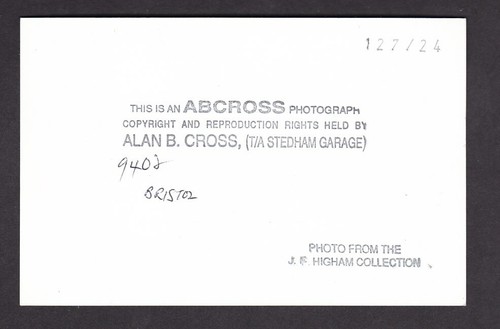 127/24
THIS IS AN ABCROSS PHOTOGRAPH
COPYRIGHT AND REPRODUCTION RIGHTS HELD BY
ALAN B. CROSS, (T/A STEDHAM GARAGE)
9402
BRISTOL
PHOTO FROM THE
J. F. HIGHAM COLLECTION